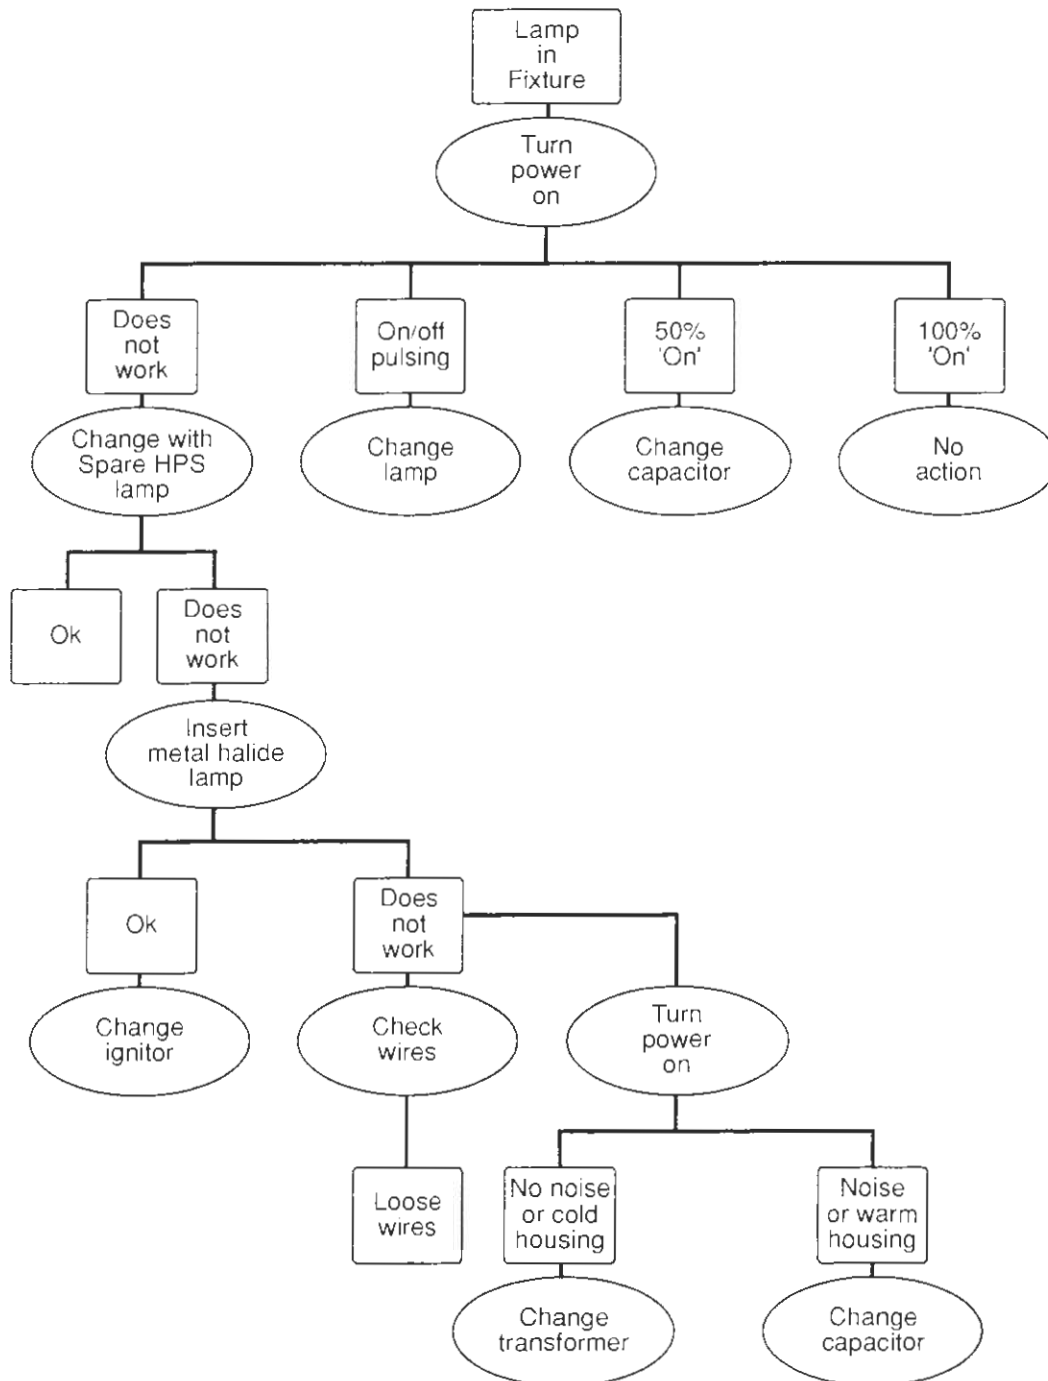 Lamp
in
Fixture
Turn
power
on
Does
not
work
On/off
pulsing
50%
'On'
100%
'On'
Change with
Spare HPS
lamp
Change
lamp
Change
capacitor
No
action
Ok
Does
not
work
Insert
metal halide
lamp
Ok
Does
not
work
Change
ignitor
Check
wires
Turn
power
on
Loose
wires
No noise
or cold
housing
Noise
or warm
housing
Change
transformer
Change
capacitor